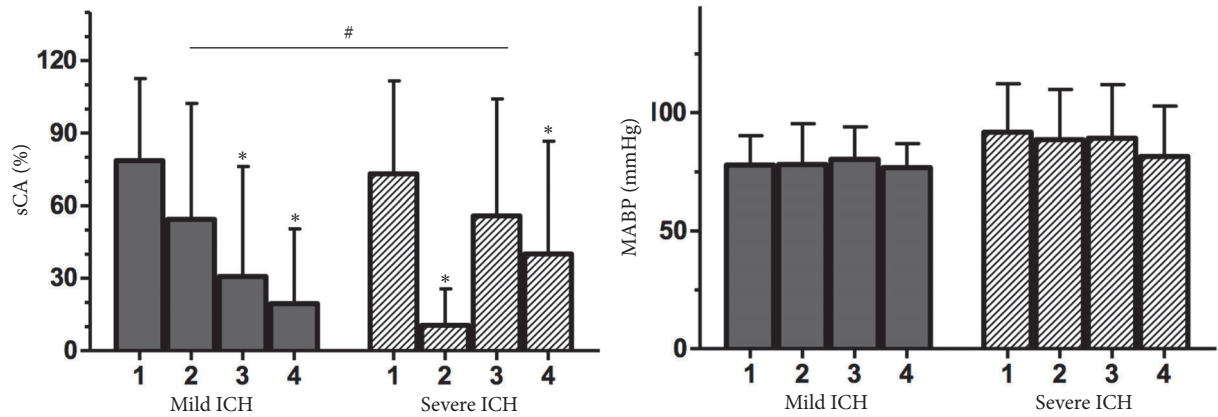 #
120
90
60
30
0
sCA (%)
*
*
*
*
1 2 3 4 1 2 3 4
Mild ICH Severe ICH
100
50
0
MABP (mmHg)
1 2 3 4 1 2 3 4
Mild ICH Severe ICH